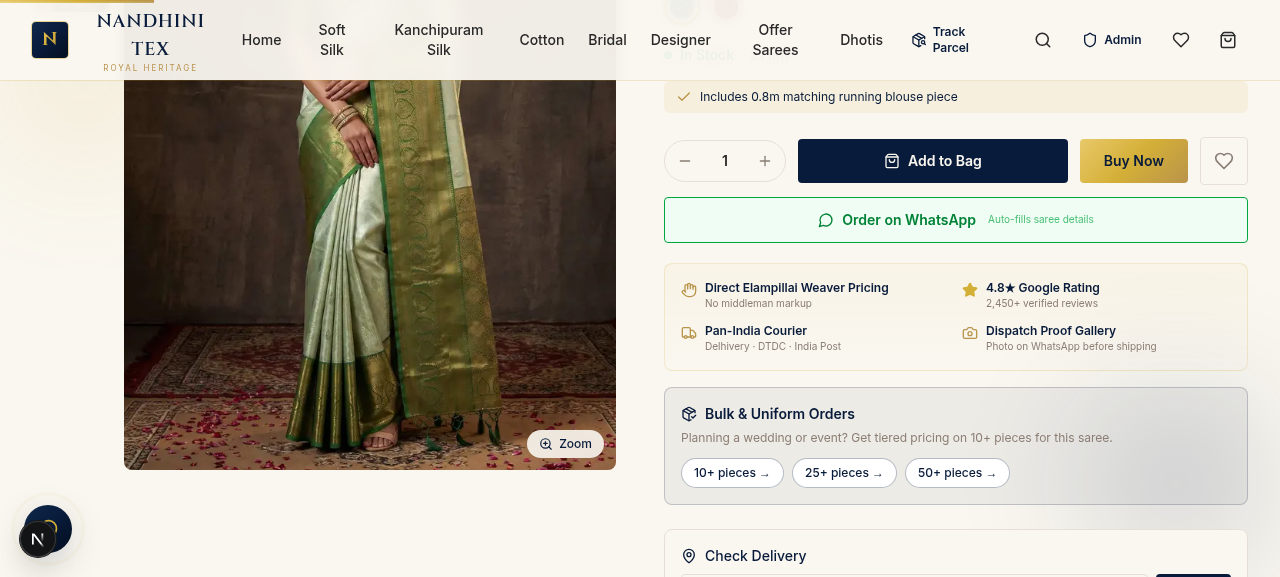 N
NANDHINI
TEX
ROYAL HERITAGE
Home
Soft
Silk
Kanchipuram
Silk
Cotton
Bridal
Designer
Offer
Sarees
Dhotis
Track
Parcel
Admin
In Stock
Includes 0.8m matching running blouse piece
1
Add to Bag
Buy Now
Order on WhatsApp Auto-fills saree details
Direct Elampillai Weaver Pricing
No middleman markup
4.8★ Google Rating
2,450+ verified reviews
Pan-India Courier
Delhivery · DTDC · India Post
Dispatch Proof Gallery
Photo on WhatsApp before shipping
Bulk & Uniform Orders
Planning a wedding or event? Get tiered pricing on 10+ pieces for this saree.
10+ pieces →
25+ pieces →
50+ pieces →
Zoom
N
Check Delivery